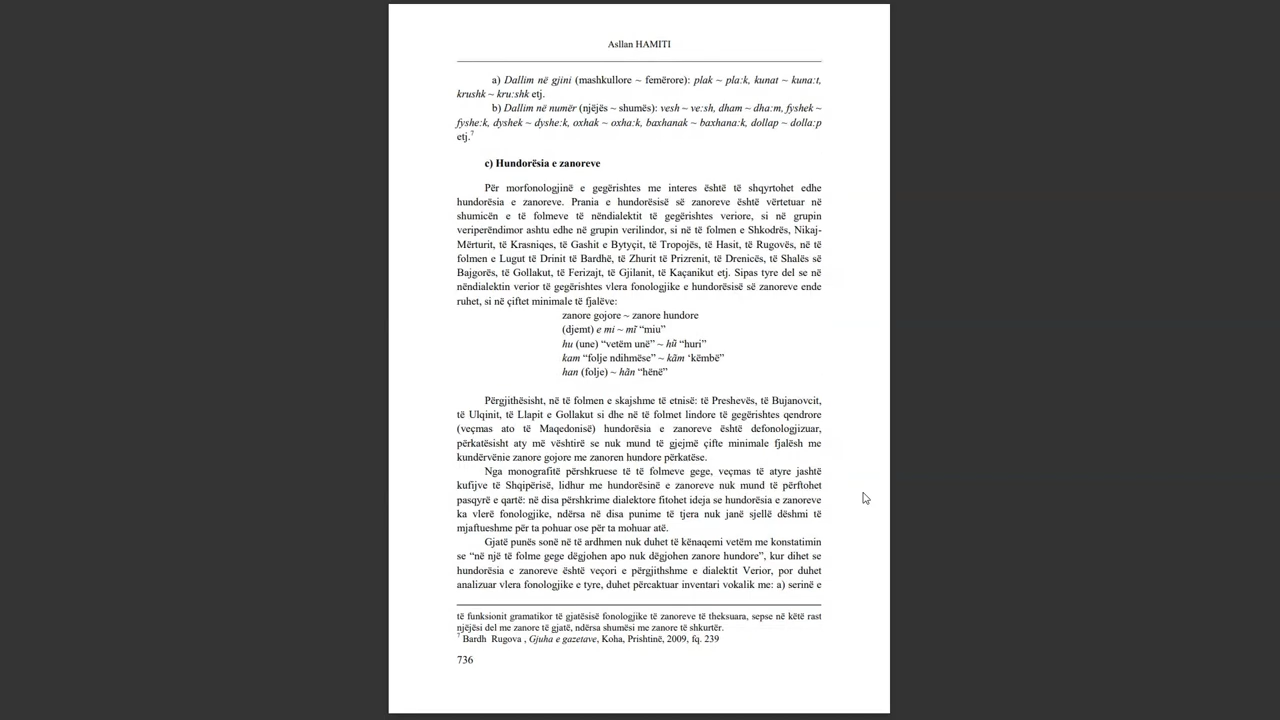 Asllan HAMITI
a) Dallim në gjini (mashkullore ~ femërore): plak ~ pla:k, kunat ~ kuna:t,
krushk ~ kru:shk etj.
b) Dallim në numër (njëjës ~ shumës): vesh ~ ve:sh, dham ~ dha:m, fyshek ~
fyshe:k, dyshek ~ dyshe:k, oxhak ~ oxha:k, baxhanak ~ baxhana:k, dollap ~ dolla:p
etj.7
c) Hundorësia e zanoreve
Për morfonologjinë e gegërishtes me interes është të shqyrtohet edhe
hundorësia e zanoreve. Prania e hundorësisë së zanoreve është vërtetuar në
shumicën e të folmeve të nëndialektit të gegërishtes veriore, si në grupin
veriperëndimor ashtu edhe në grupin verilindor, si në të folmen e Shkodrës, Nikaj-
Mërturit, të Krasniqes, të Gashit e Bytyçit, të Tropojës, të Hasit, të Rugovës, në të
folmen e Lugut të Drinit të Bardhë, të Zhurit të Prizrenit, të Drenicës, të Shalës së
Bajgorës, të Gollakut, të Ferizajt, të Gjilanit, të Kaçanikut etj. Sipas tyre del se në
nëndialektin verior të gegërishtes vlera fonologjike e hundorësisë së zanoreve ende
ruhet, si në çiftet minimale të fjalëve:
zanore gojore ~ zanore hundore
(djemt) e mi ~ mĩ “miu”
hu (une) “vetëm unë” ~ hũ “huri”
kam “folje ndihmëse” ~ kãm ‘këmbë”
han (folje) ~ hãn “hënë”
Përgjithësisht, në të folmen e skajshme të etnisë: të Preshevës, të Bujanovcit,
të Ulqinit, të Llapit e Gollakut si dhe në të folmet lindore të gegërishtes qendrore
(veçmas ato të Maqedonisë) hundorësia e zanoreve është defonologjizuar,
përkatësisht aty më vështirë se nuk mund të gjejmë çifte minimale fjalësh me
kundërvënie zanore gojore me zanoren hundore përkatëse.
Nga monografitë përshkruese të të folmeve gege, veçmas të atyre jashtë
kufijve të Shqipërisë, lidhur me hundorësinë e zanoreve nuk mund të përftohet
pasqyrë e qartë: në disa përshkrime dialektore fitohet ideja se hundorësia e zanoreve
ka vlerë fonologjike, ndërsa në disa punime të tjera nuk janë sjellë dëshmi të
mjaftueshme për ta pohuar ose për ta mohuar atë.
Gjatë punës sonë në të ardhmen nuk duhet të kënaqemi vetëm me konstatimin
se “në një të folme gege dëgjohen apo nuk dëgjohen zanore hundore”, kur dihet se
hundorësia e zanoreve është veçori e përgjithshme e dialektit Verior, por duhet
analizuar vlera fonologjike e tyre, duhet përcaktuar inventari vokalik me: a) serinë e
të funksionit gramatikor të gjatësisë fonologjike të zanoreve të theksuara, sepse në këtë rast
njëjësi del me zanore të gjatë, ndërsa shumësi me zanore të shkurtër.
7 Bardh Rugova , Gjuha e gazetave, Koha, Prishtinë, 2009, fq. 239
736